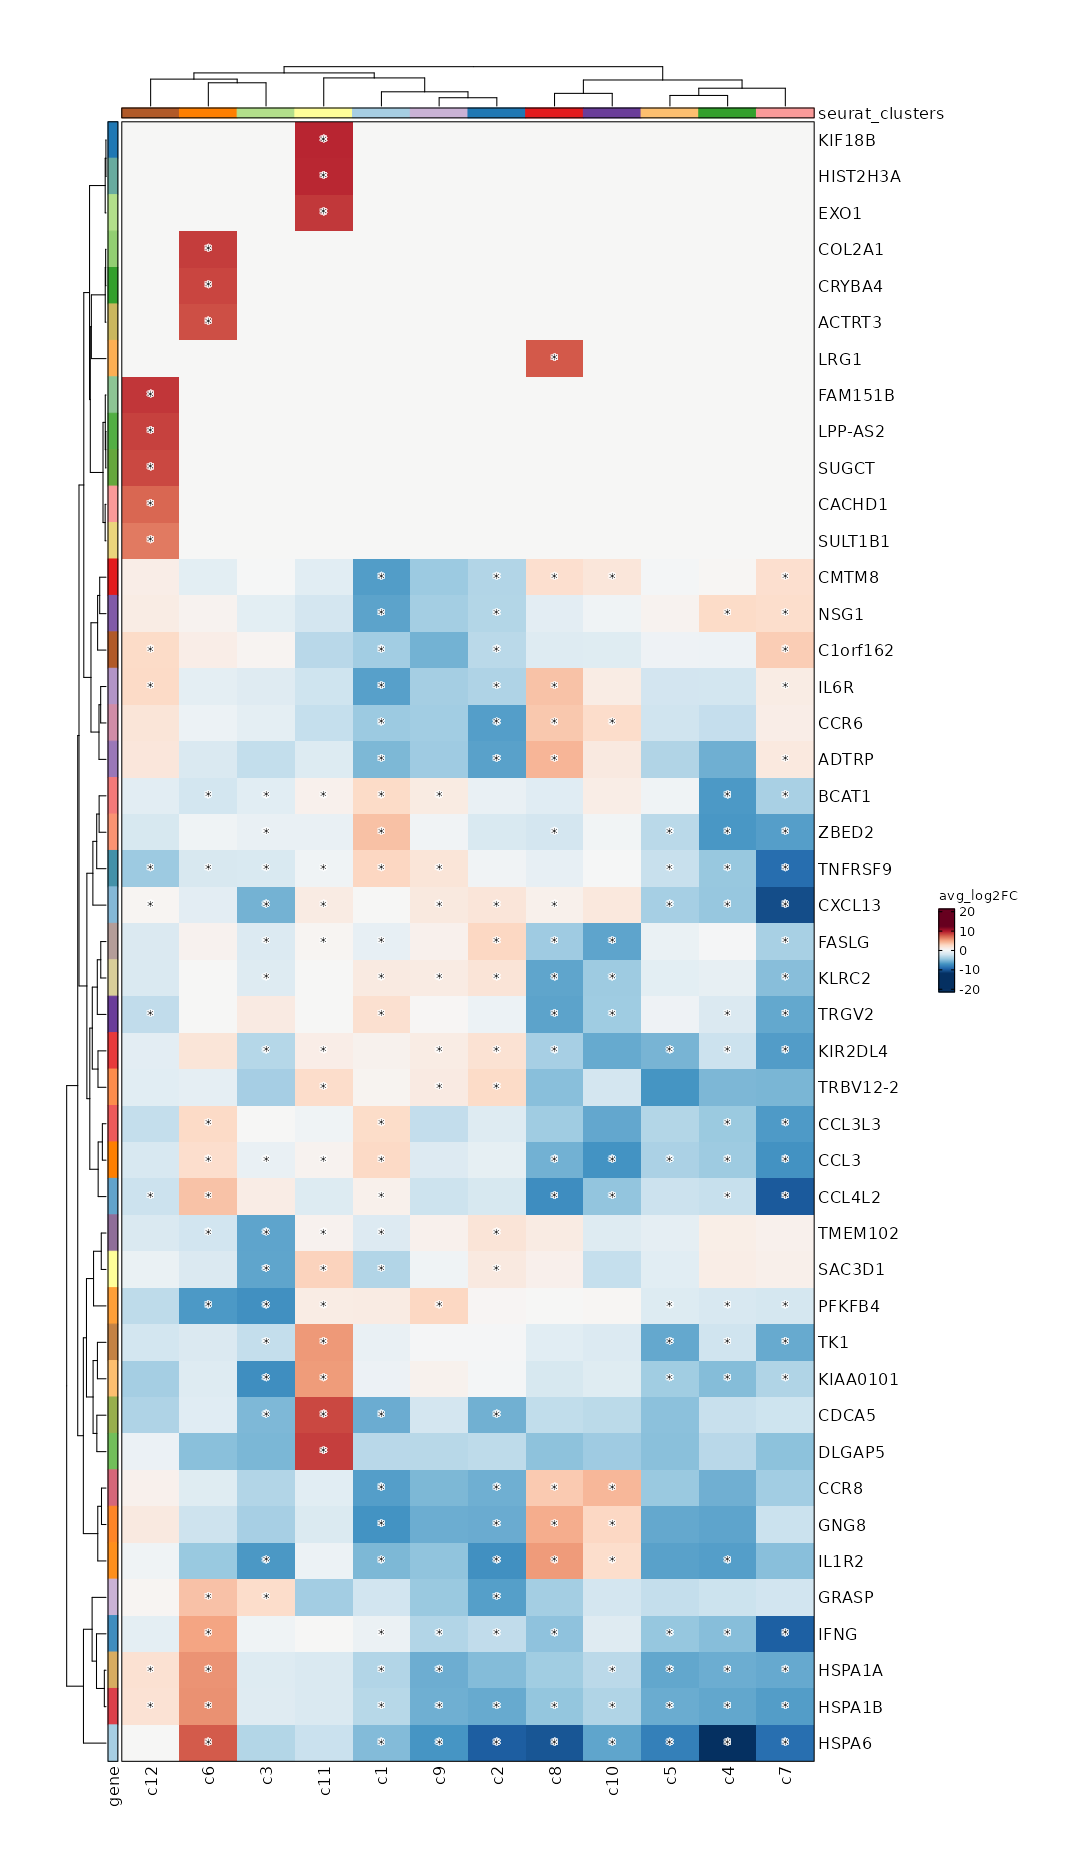 seurat_clusters
KIF18B
HIST2H3A
EXO1
COL2A1
CRYBA4
ACTRT3
LRG1
FAM151B
LPP-AS2
SUGCT
CACHD1
SULT1B1
CMTM8
NSG1
C1orf162
IL6R
CCR6
ADTRP
BCAT1
ZBED2
TNFRSF9
CXCL13
FASLG
KLRC2
TRGV2
KIR2DL4
TRBV12-2
CCL3L3
CCL3
CCL4L2
TMEM102
SAC3D1
PFKFB4
TK1
KIAA0101
CDCA5
DLGAP5
CCR8
GNG8
IL1R2
GRASP
IFNG
HSPA1A
HSPA1B
HSPA6
gene
c12
c6
c3
c11
c1
c9
c2
c8
c10
c5
c4
c7
avg_log2FC
20
10
0
-10
-20